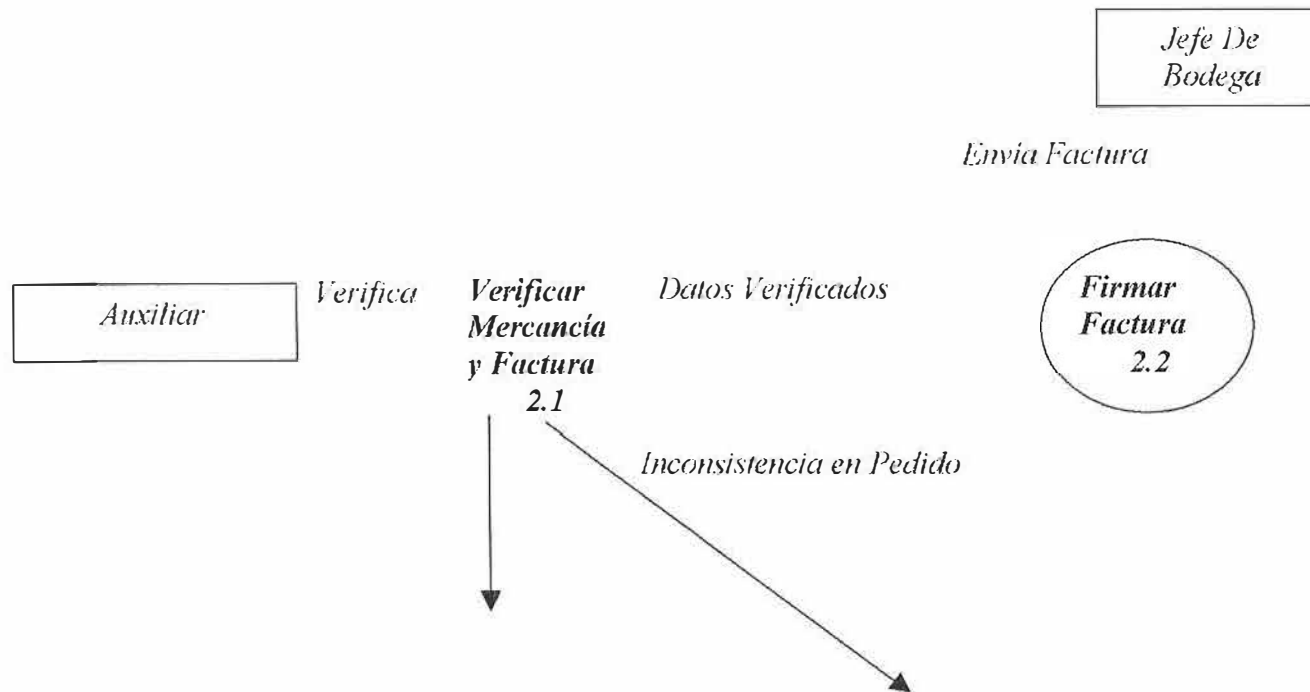 Jefe De
Bodega
Envia Factura
Auxiliar
Verifica
Verificar
Mercancía
y Factura
2.1
Datos Verificados
Firmar
Factura
2.2
Inconsistencia en Pedido